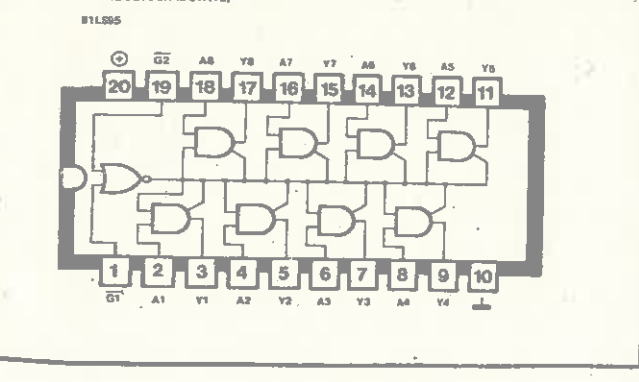 81LS95
⊕ G2 A8 Y8 A7 Y7 A6 Y6 A5 Y5
20 19 18 17 16 15 14 13 12 11
1 2 3 4 5 6 7 8 9 10
G1 A1 Y1 A2 Y2 A3 Y3 A4 Y4